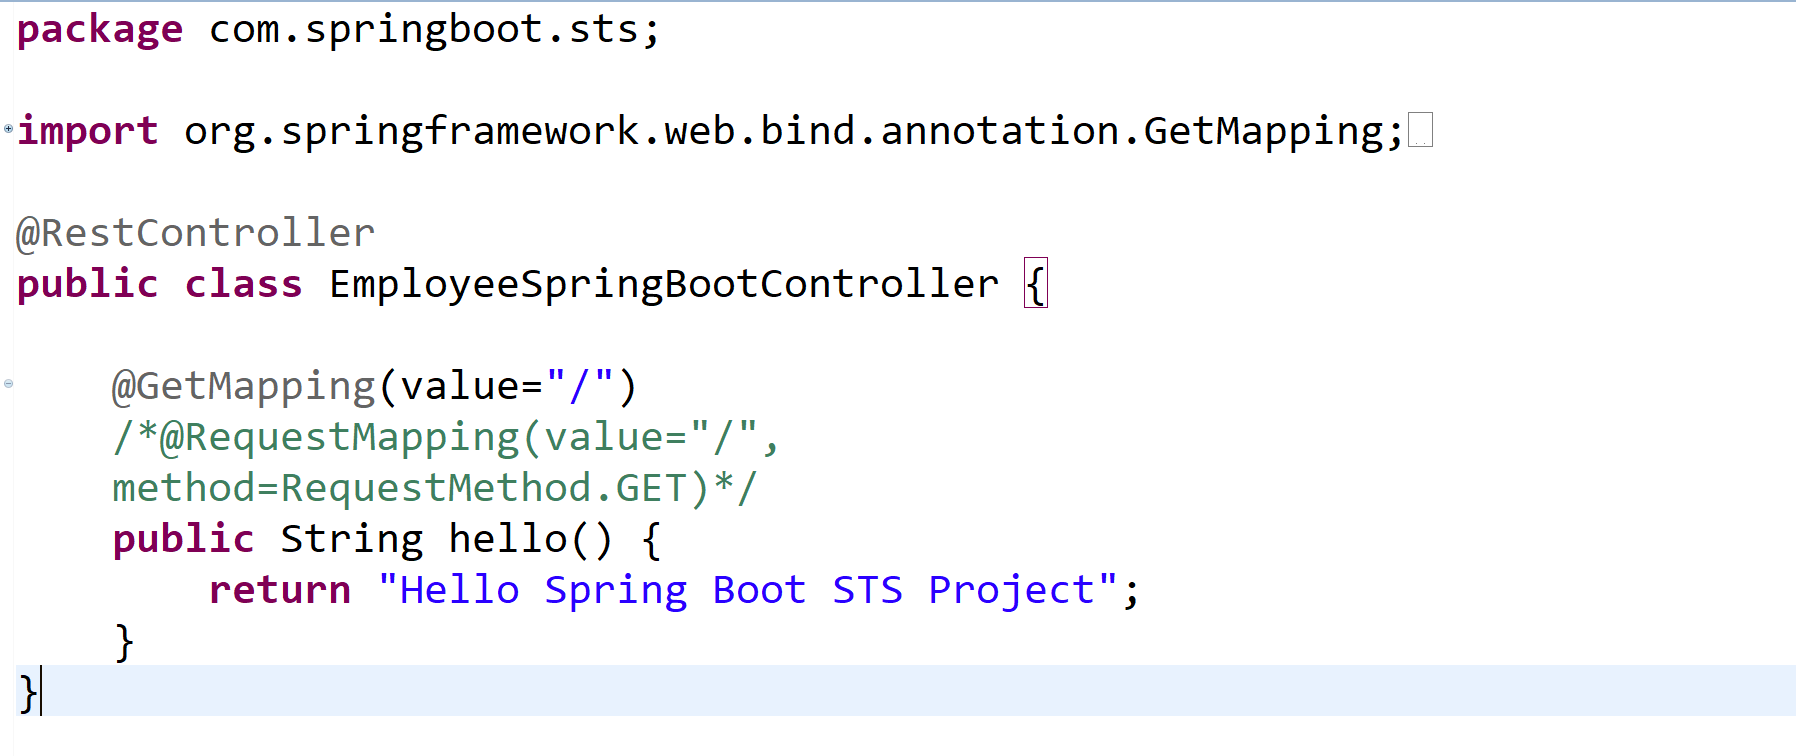 package com.springboot.sts;
import org.springframework.web.bind.annotation.GetMapping;
@RestController
public class EmployeeSpringBootController {
@GetMapping(value="/")
/*@RequestMapping(value="/",
method=RequestMethod.GET)*/
public String hello() {
return "Hello Spring Boot STS Project";
}
}